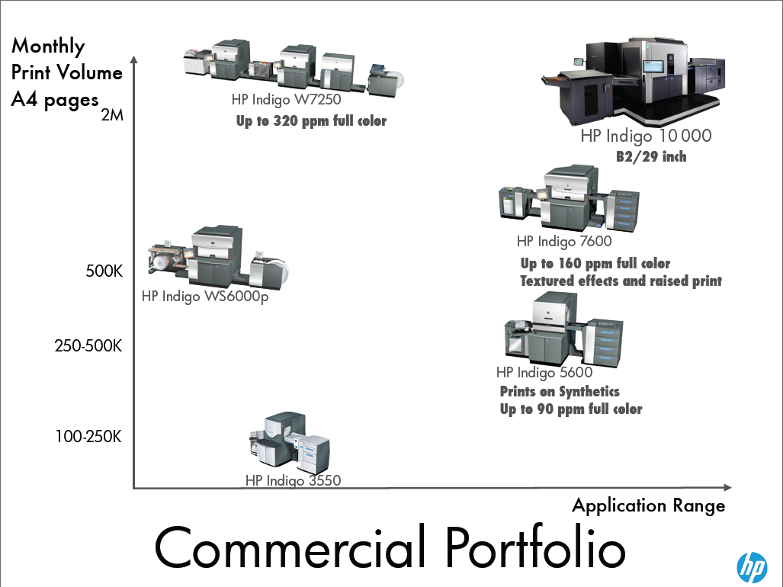 Monthly
Print Volume
A4 pages
2M
HP Indigo W7250
Up to 320 ppm full color
HP Indigo 10 000
B2/29 inch
HP Indigo 7600
Up to 160 ppm full color
Textured effects and raised print
500K
HP Indigo WS6000p
250-500K
HP Indigo 5600
Prints on Synthetics
Up to 90 ppm full color
100-250K
HP Indigo 3550
Application Range
Commercial Portfolio
hp